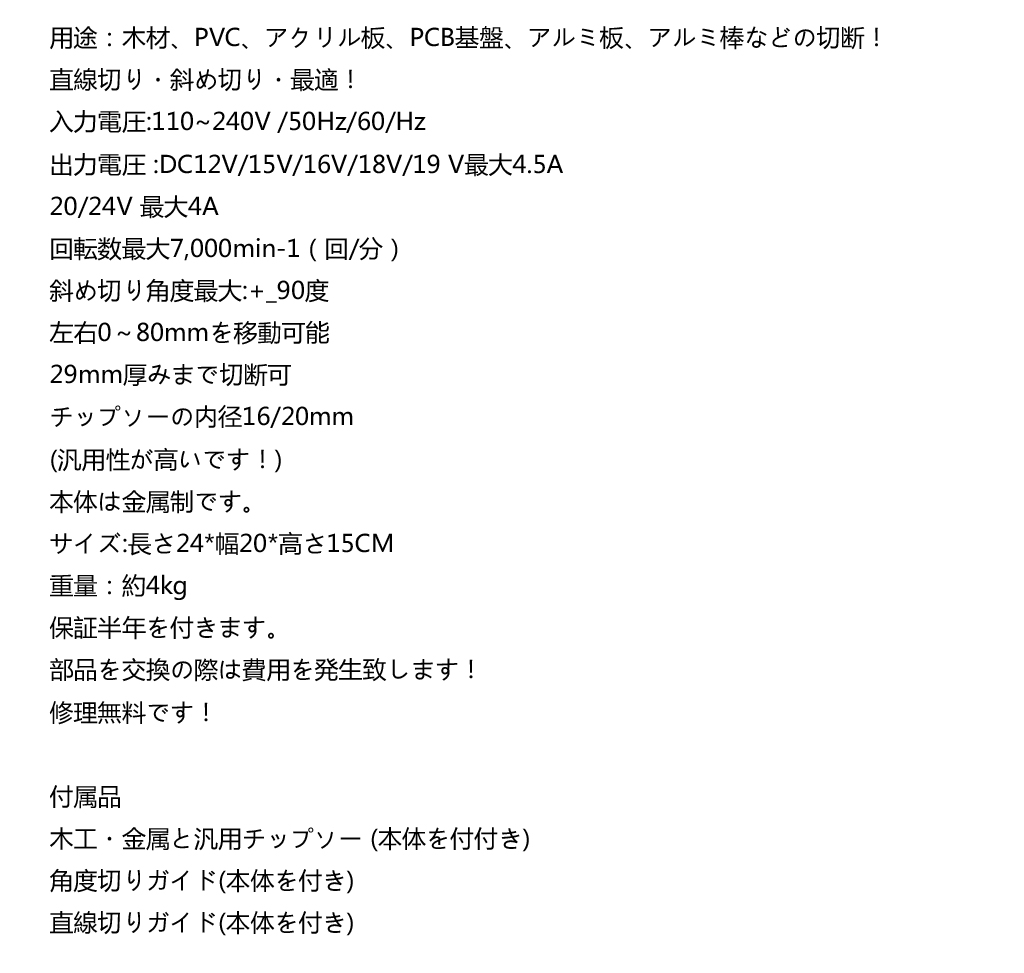 用途：木材、PVC、アクリル板、PCB基盤、アルミ板、アルミ棒などの切断！
直線切り・斜め切り・最適！
入力電圧:110~240V /50Hz/60/Hz
出力電圧 :DC12V/15V/16V/18V/19 V最大4.5A
20/24V 最大4A
回転数最大7,000min-1（回/分）
斜め切り角度最大:+_90度
左右0～80mmを移動可能
29mm厚みまで切断可
チップソーの内径16/20mm
(汎用性が高いです！)
本体は金属制です。
サイズ:長さ24*幅20*高さ15CM
重量：約4kg
保証半年を付きます。
部品を交換の際は費用を発生致します！
修理無料です！
付属品
木工・金属と汎用チップソー (本体を付付き)
角度切りガイド(本体を付き)
直線切りガイド(本体を付き)